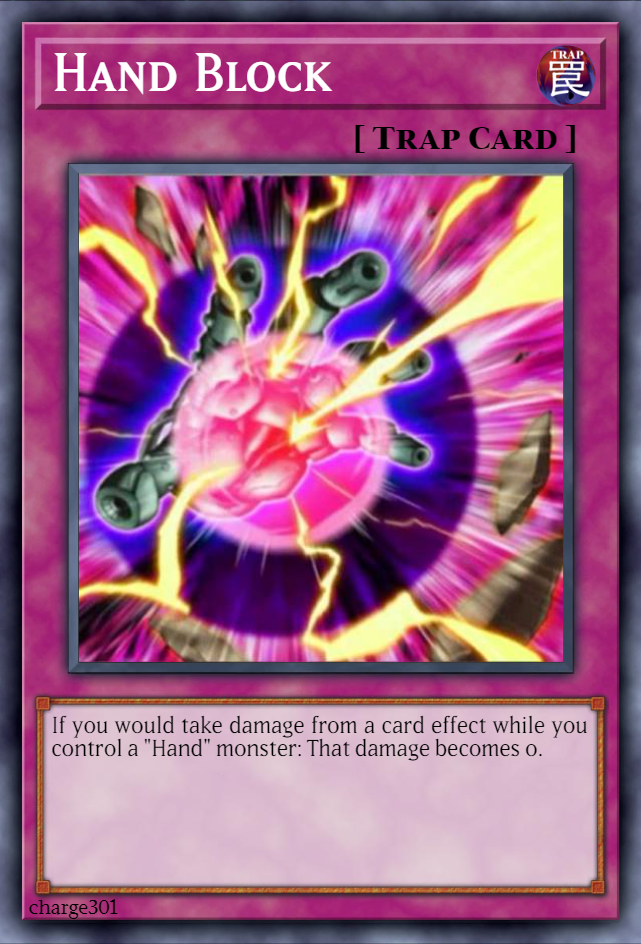 HAND BLOCK
TRAP
罠
[ TRAP CARD ]
If you would take damage from a card effect while you
control a "Hand" monster: That damage becomes 0.
charge301